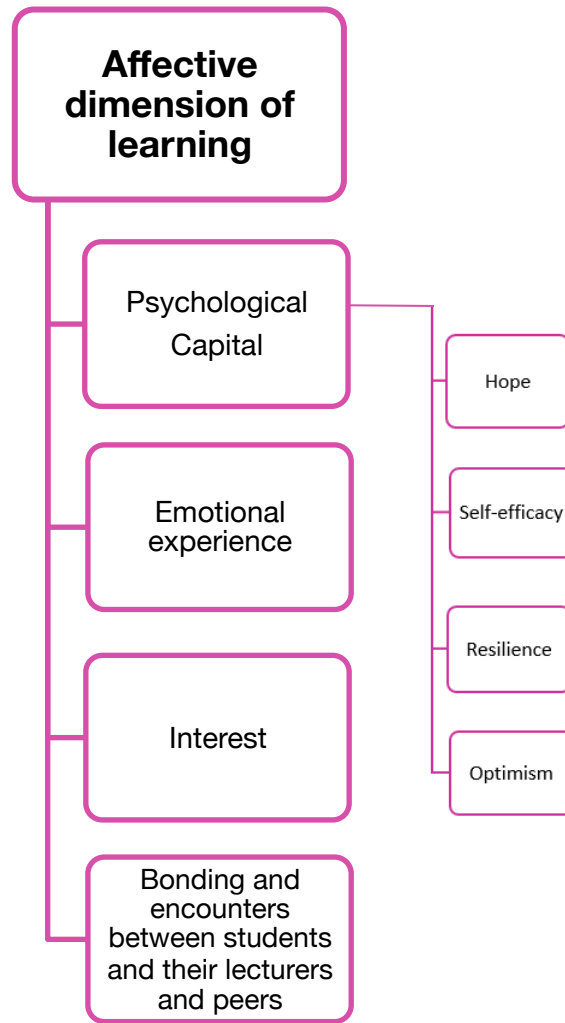 Affective
dimension of
learning
Psychological
Capital
Hope
Self-efficacy
Emotional
experience
Resilience
Interest
Optimism
Bonding and
encounters
between students
and their lecturers
and peers